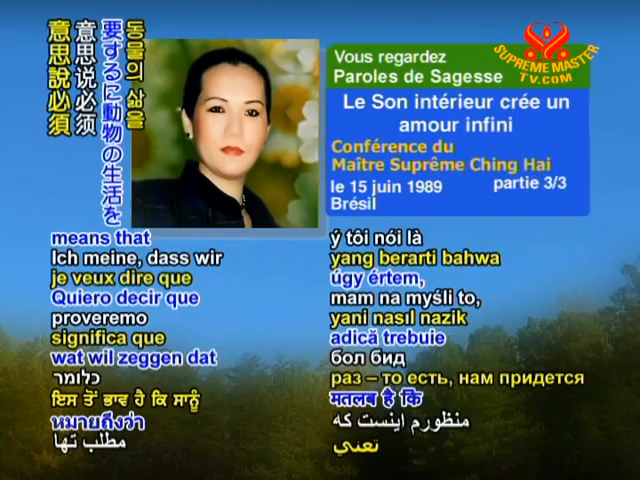 意思說必須
意思说必须
要するに動物の生活を
동물의 삶을
Vous regardez
Paroles de Sagesse
SUPREME MASTER
TV.COM
Le Son intérieur crée un
amour infini
Conférence du
Maître Suprême Ching Hai
le 15 juin 1989
partie 3/3
Brésil
means that
Ich meine, dass wir
je veux dire que
Quiero decir que
proveremo
significa que
wat wil zeggen dat
כלומר
ਇਸ ਤੋਂ ਭਾਵ ਹੈ ਕਿ ਸਾਨੂੰ
หมายถึงว่า
مطلب تها
ý tôi nói là
yang berarti bahwa
úgy értem,
mam na myśli to,
yani nasıl nazik
adică trebuie
бол бид
раз – то есть, нам придется
मतलब है कि
منظورم اینست که
تعني